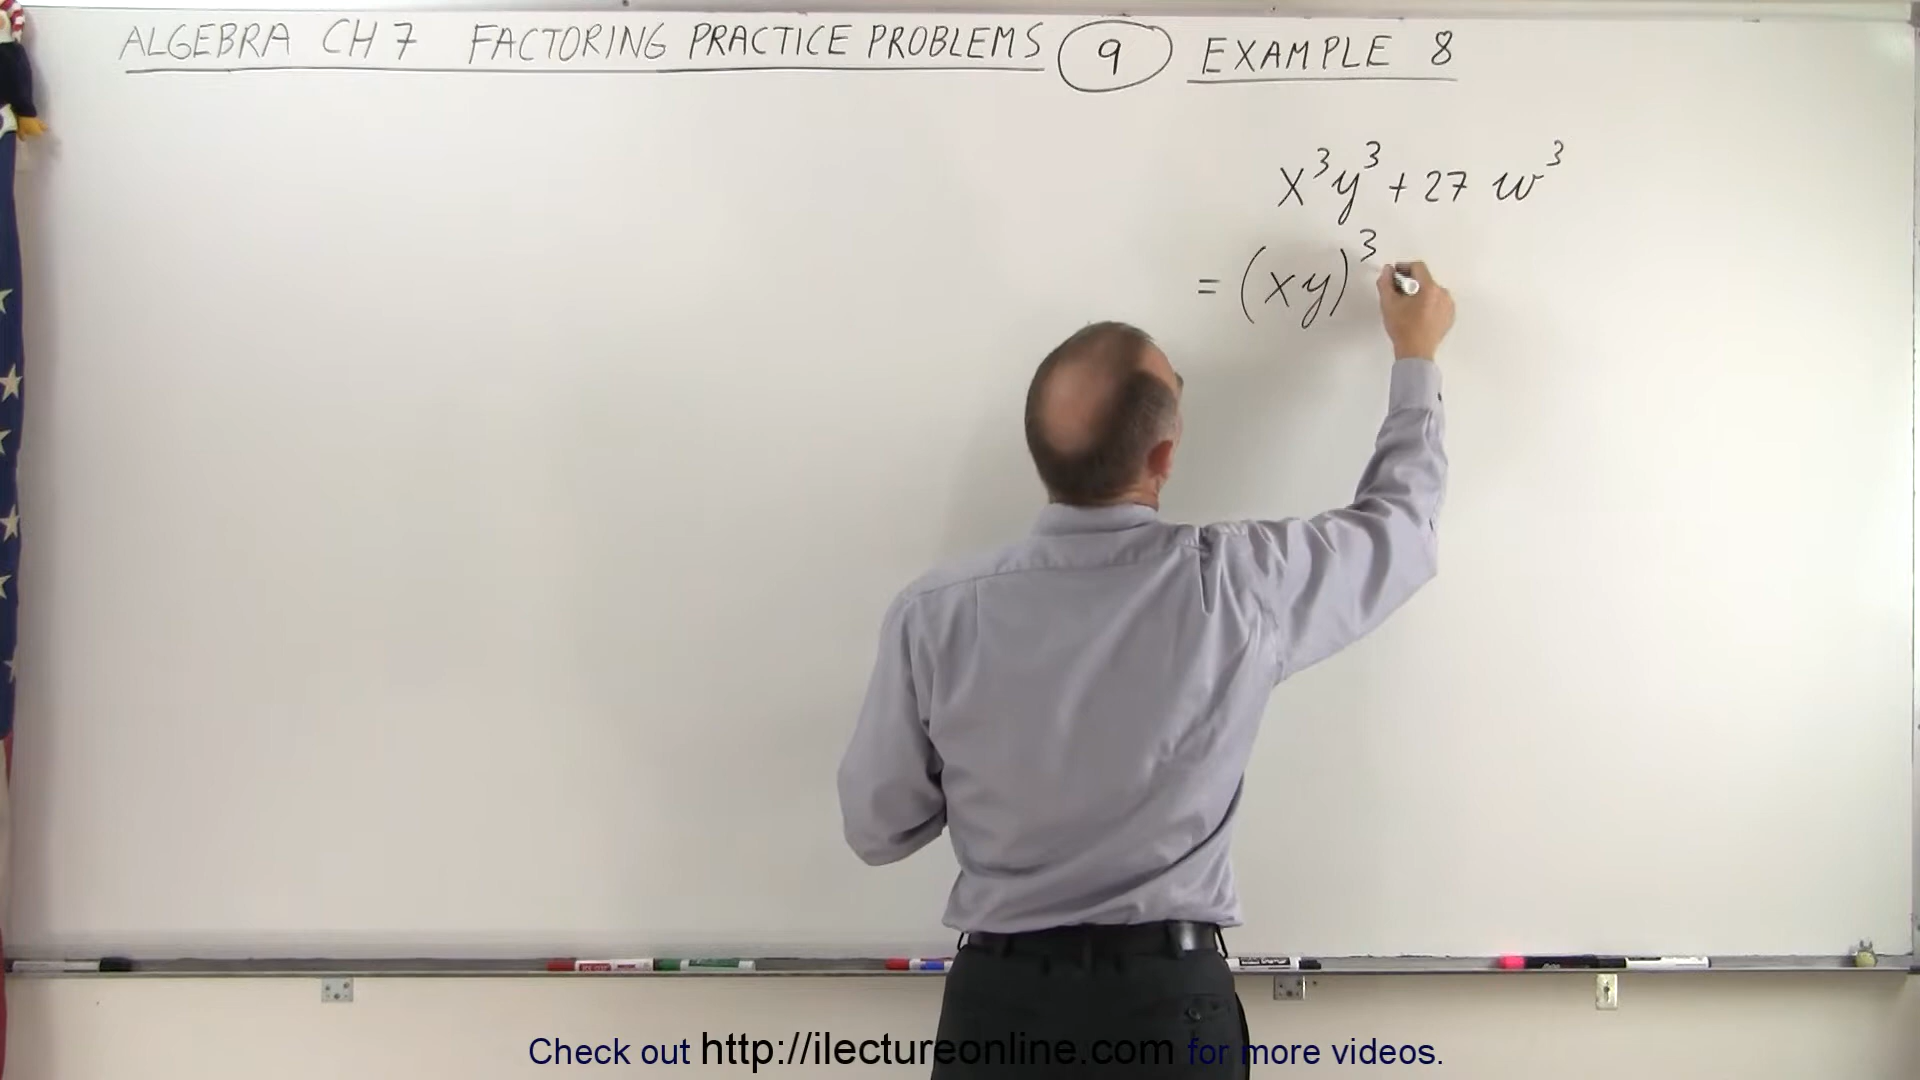 ALGEBRA CH 7 FACTORING PRACTICE PROBLEMS 9 EXAMPLE 8
x³y³ + 27 w³
= (xy)³
Check out http://ilectureonline.com for more videos.